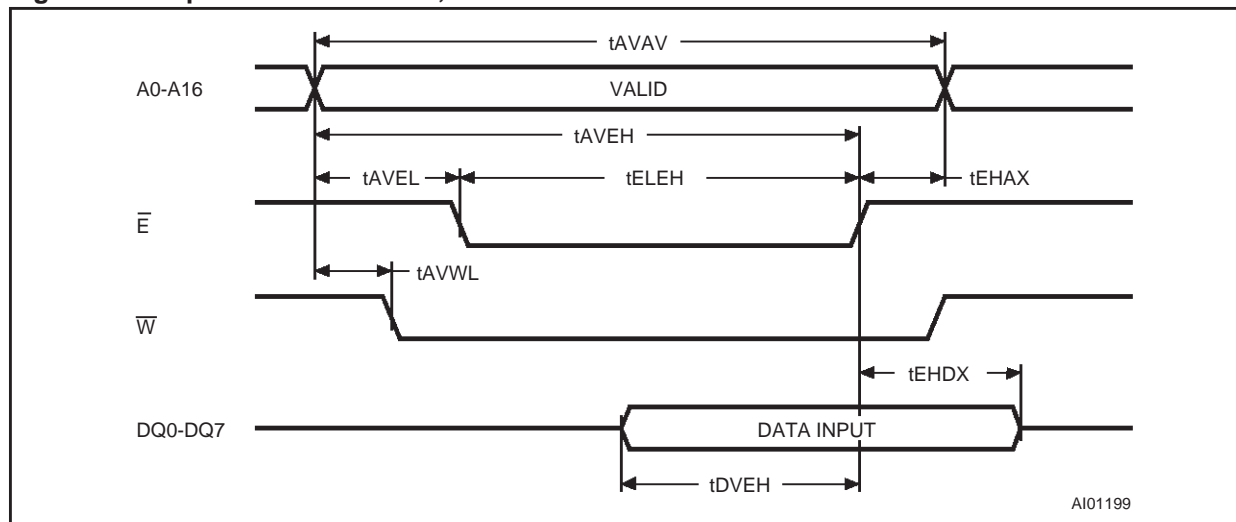 tAVAV
A0-A16
VALID
tAVEH
tAVEL
tELEH
tEHAX
E
tAVWL
W
tEHDX
DQ0-DQ7
DATA INPUT
tDVEH
AI01199